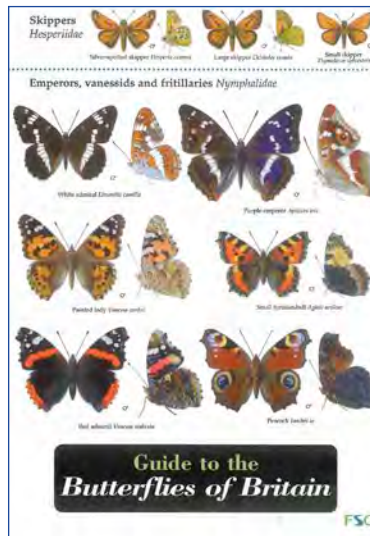 Skippers
Hesperiidae
Silver-spotted skipper Hesperia comma
Large skipper Ochlodes
Small skipper
Emperors, vanessids and fritillaries Nymphalidae
White admiral Limenitis camilla
Purple emperor Apatura iris
Painted lady Vanessa cardui
Small tortoiseshell Aglais urticae
Red admiral Vanessa atalanta
Peacock Inachis io
Guide to the
Butterflies of Britain
FSC